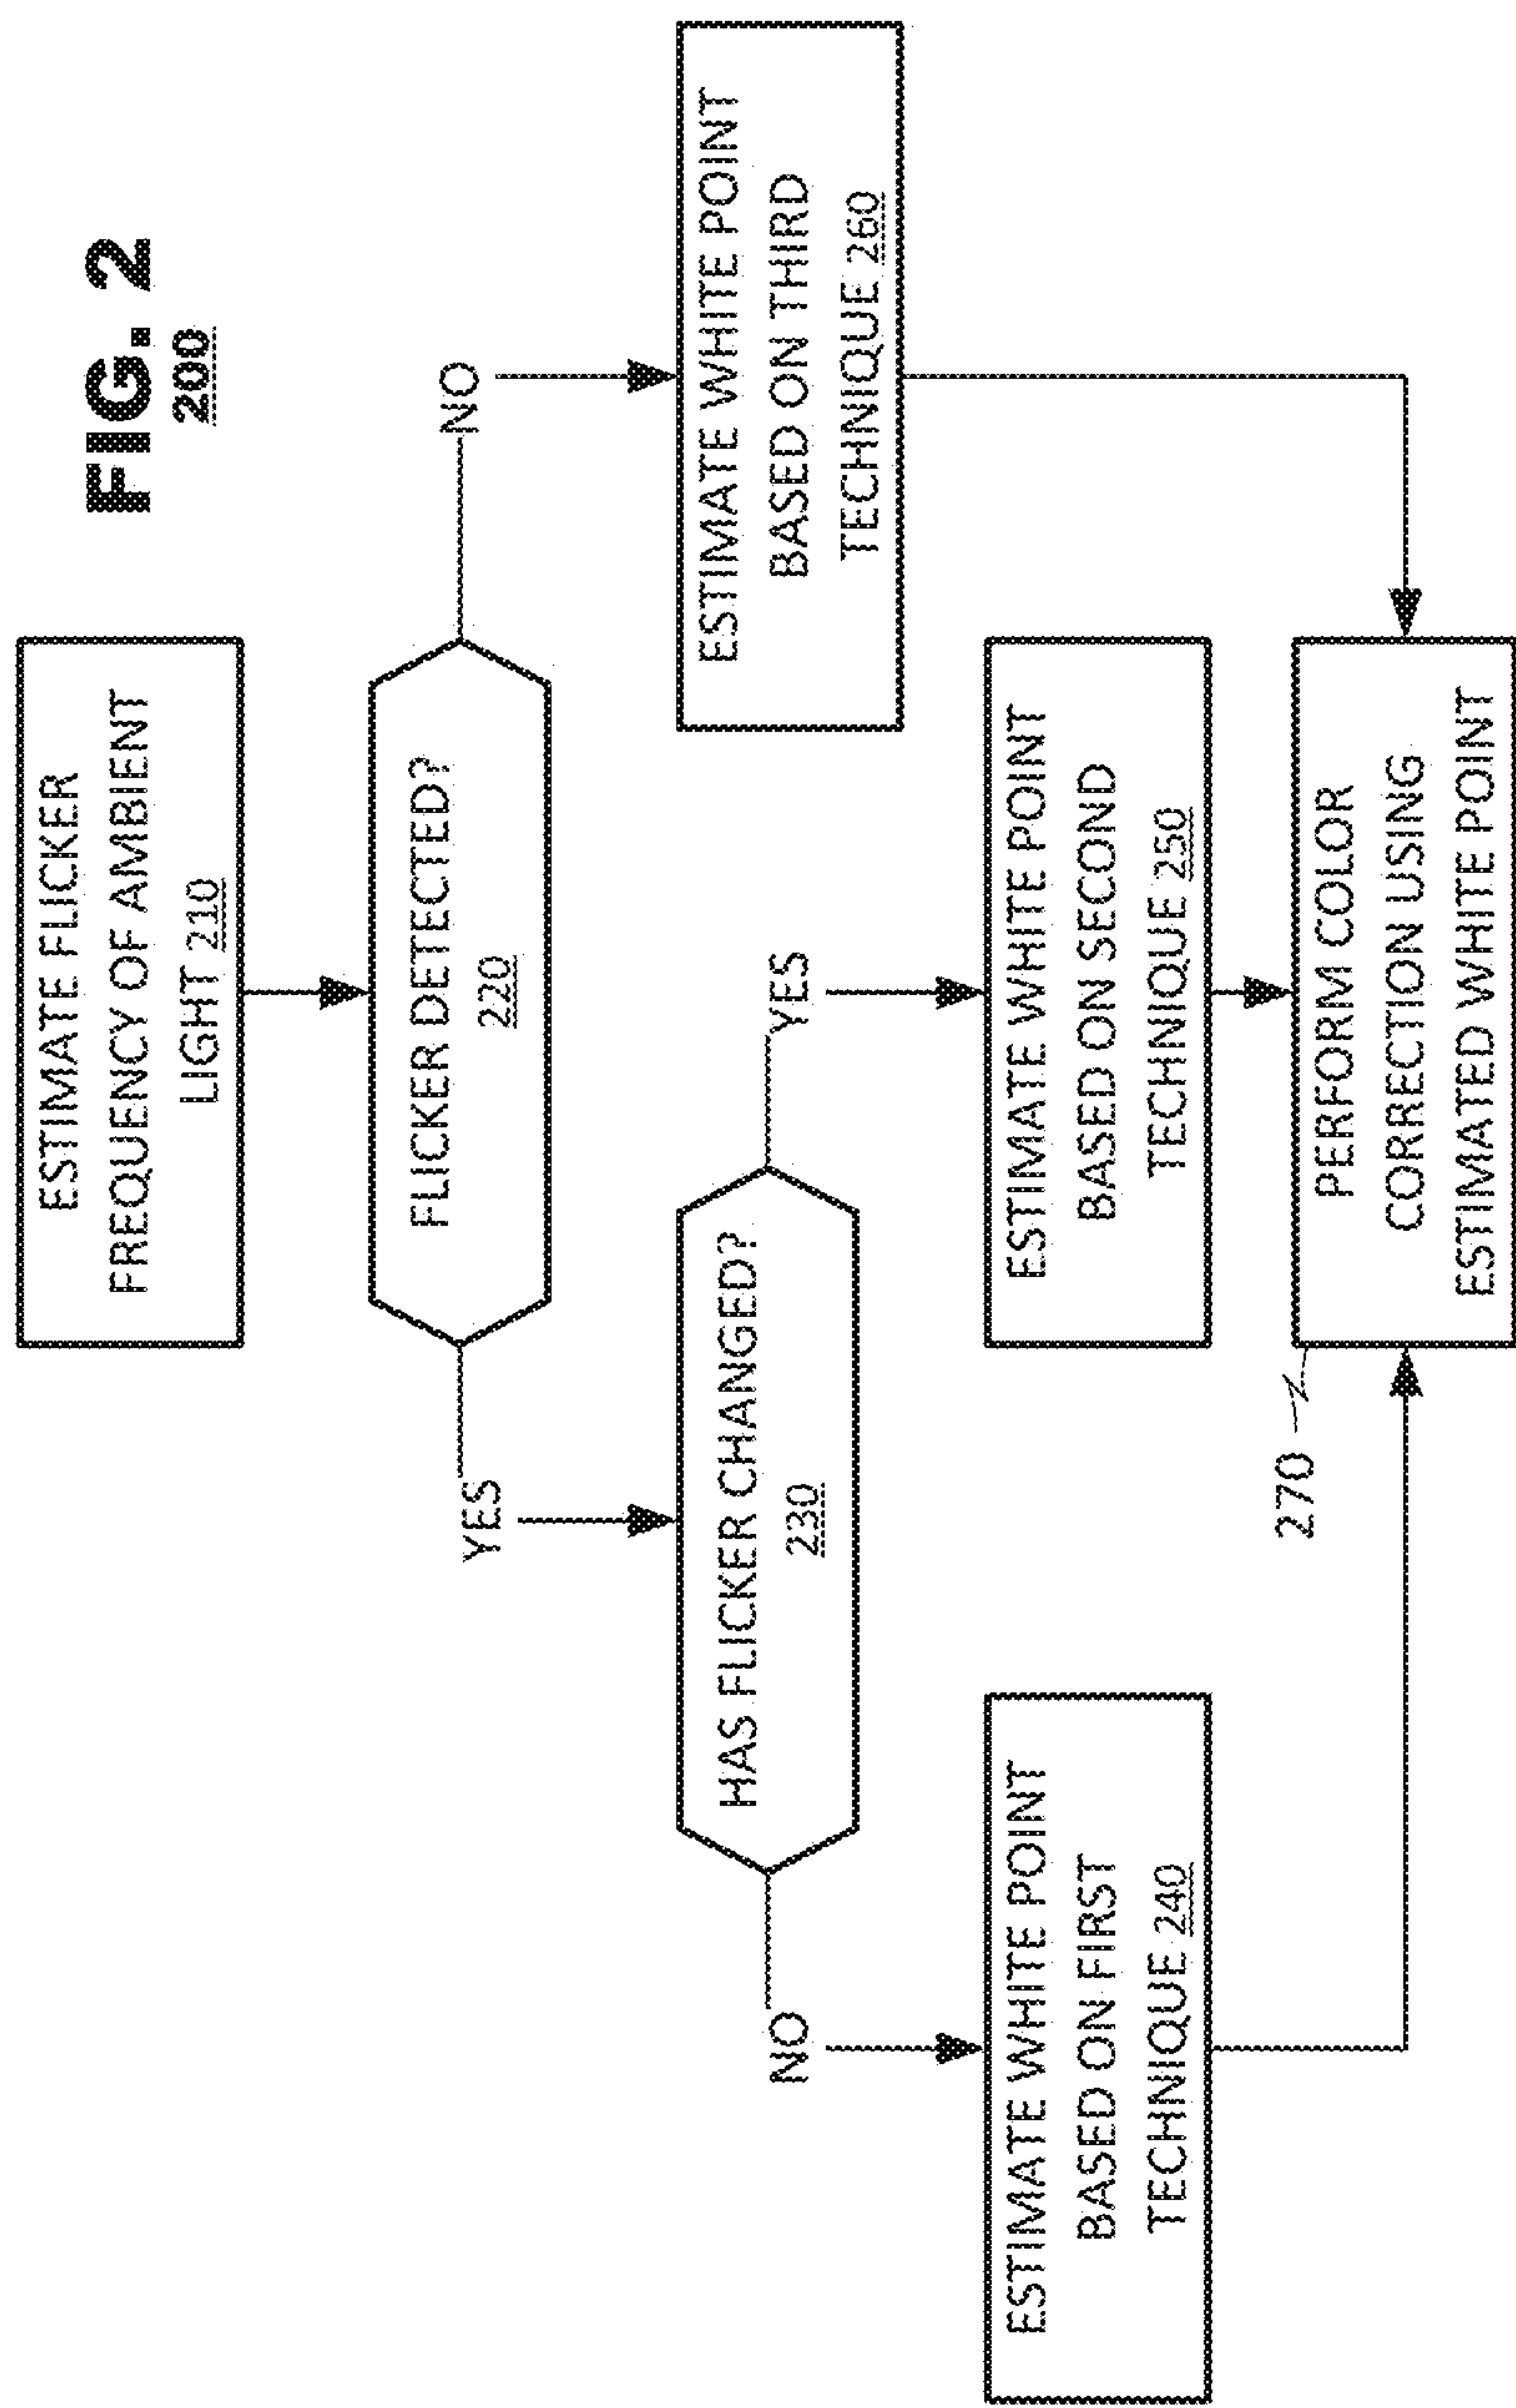 FIG. 2
200
ESTIMATE FLICKER
FREQUENCY OF AMBIENT
LIGHT 210
FLICKER DETECTED?
220
YES
NO
HAS FLICKER CHANGED?
230
ESTIMATE WHITE POINT
BASED ON THIRD
TECHNIQUE 260
NO
YES
ESTIMATE WHITE POINT
BASED ON FIRST
TECHNIQUE 240
ESTIMATE WHITE POINT
BASED ON SECOND
TECHNIQUE 250
270
PERFORM COLOR
CORRECTION USING
ESTIMATED WHITE POINT